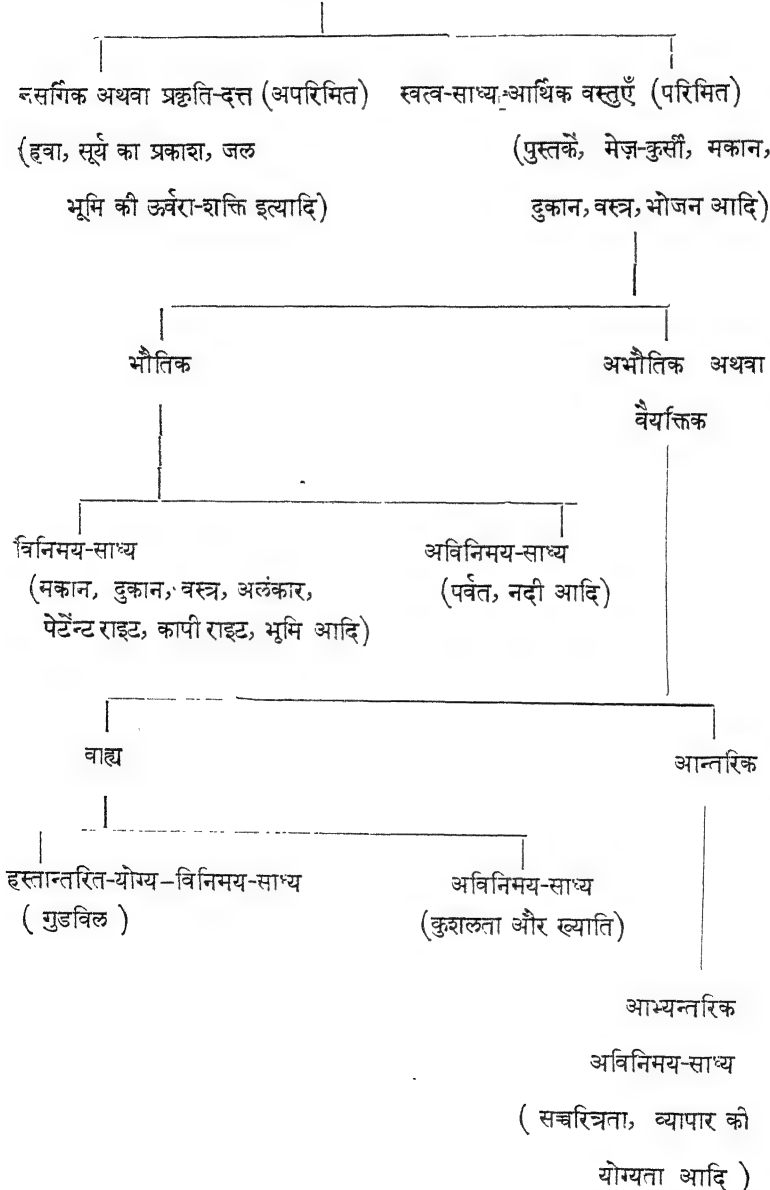 नैसर्गिक अथवा प्रकृति-दत्त (अपरिमित) स्वत्व-साध्य-आर्थिक वस्तुएँ (परिमित)
(हवा, सूर्य का प्रकाश, जल (पुस्तकें, मेज़-कुर्सी, मकान,
भूमि की ऊर्वरा-शक्ति इत्यादि) दुकान, वस्त्र, भोजन आदि)
भौतिक अभौतिक अथवा
वैयक्तिक
विनिमय-साध्य अविनिमय-साध्य
(मकान, दुकान, वस्त्र, अलंकार, (पर्वत, नदी आदि)
पेटेन्ट राइट, कापी राइट, भूमि आदि)
वाह्य आन्तरिक
हस्तान्तरित-योग्य-विनिमय-साध्य अविनिमय-साध्य
( गुडविल ) (कुशलता और ख्याति)
आभ्यन्तरिक
अविनिमय-साध्य
( सच्चरित्रता, व्यापार की
योग्यता आदि )